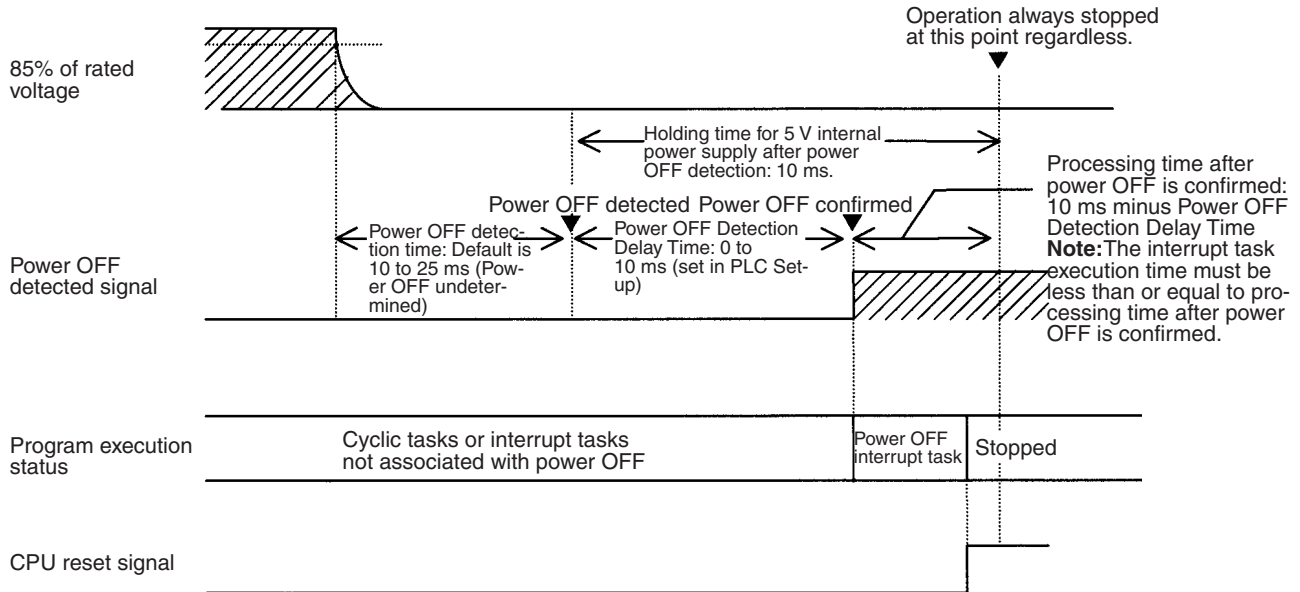 Operation always stopped
at this point regardless.
85% of rated
voltage
Holding time for 5 V internal
power supply after power
OFF detection: 10 ms.
Processing time after
power OFF is confirmed:
10 ms minus Power OFF
Detection Delay Time
Note:The interrupt task
execution time must be
less than or equal to pro-
cessing time after power
OFF is confirmed.
Power OFF detected Power OFF confirmed
Power OFF detec-
tion time: Default is
10 to 25 ms (Pow-
er OFF undeter-
mined)
Power OFF Detection
Delay Time: 0 to
10 ms (set in PLC Set-
up)
Power OFF
detected signal
Program execution
status
Cyclic tasks or interrupt tasks
not associated with power OFF
Power OFF
interrupt task
Stopped
CPU reset signal